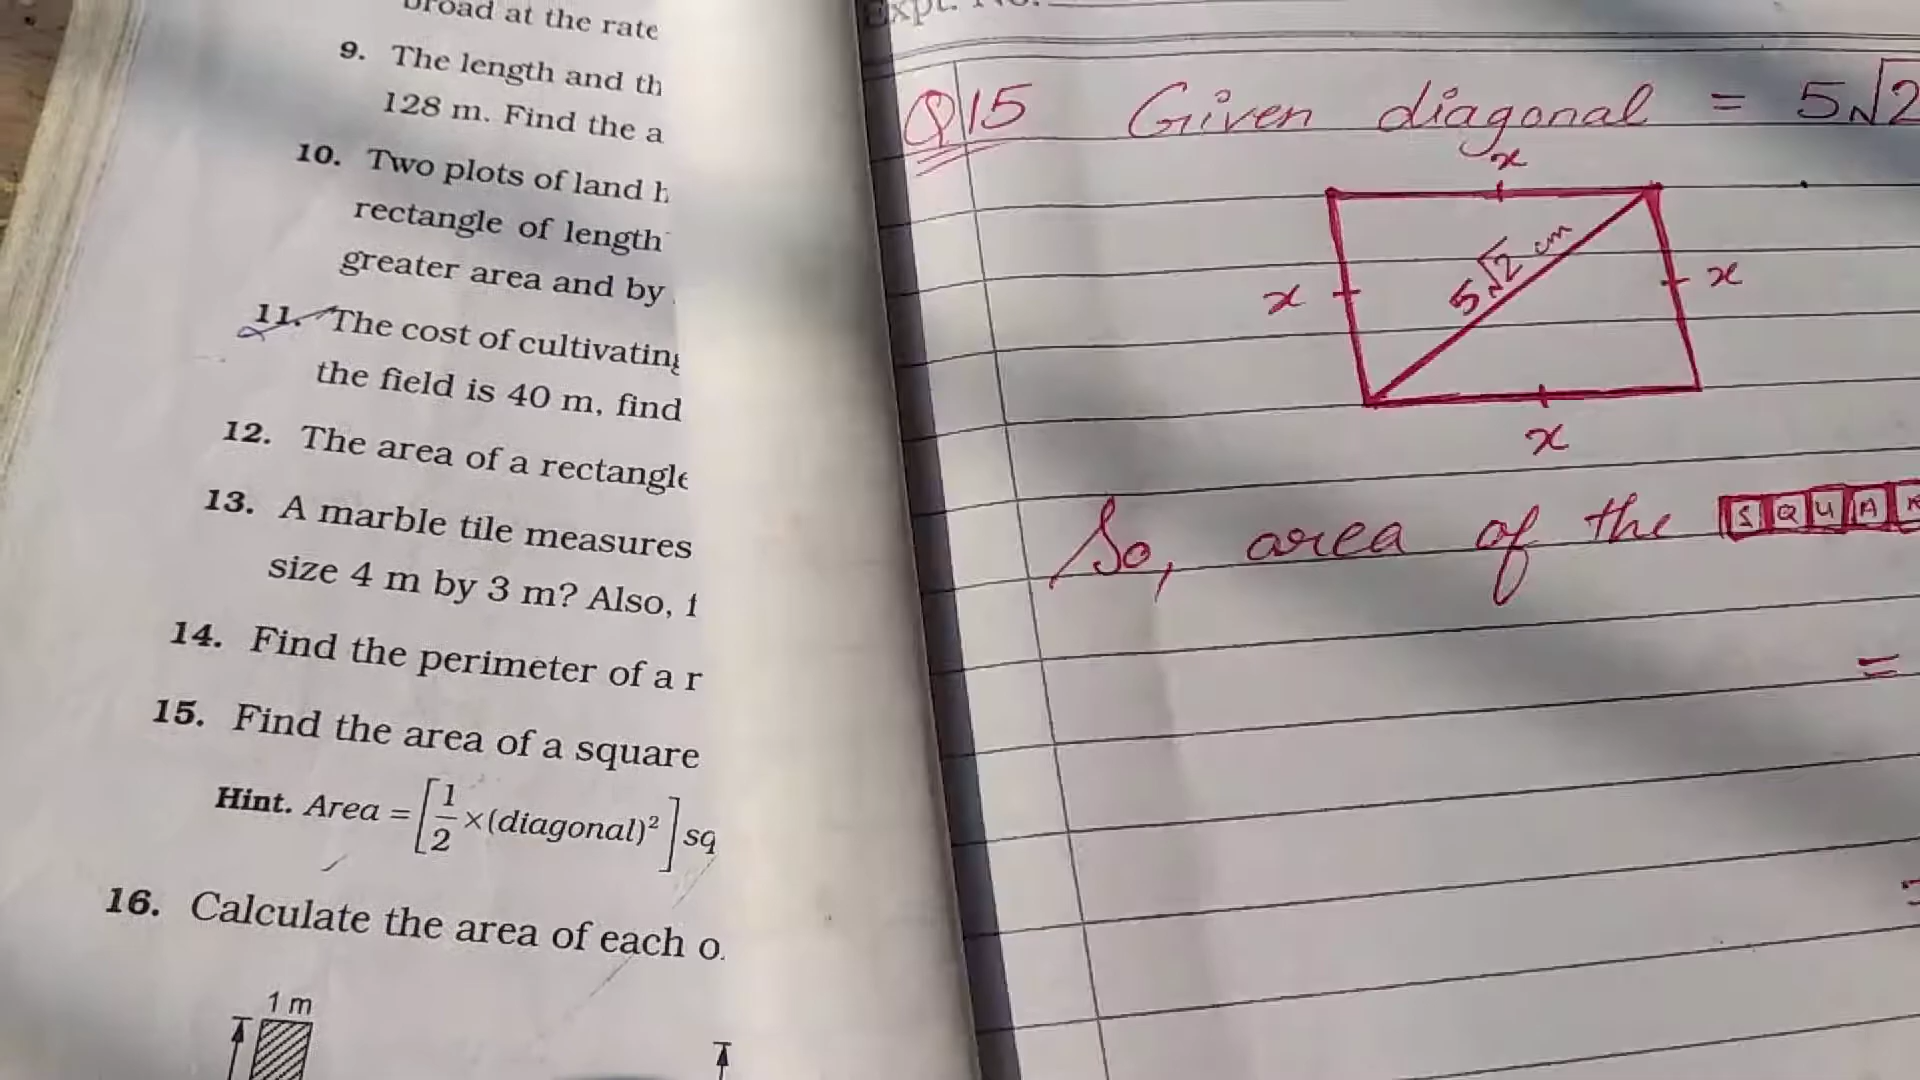 broad at the rate
9. The length and th
128 m. Find the a
10. Two plots of land h
rectangle of length
greater area and by
11. The cost of cultivating
the field is 40 m, find
12. The area of a rectangle
13. A marble tile measures
size 4 m by 3 m? Also, f
14. Find the perimeter of a r
15. Find the area of a square
Hint. Area = [1/2 ×(diagonal)² ] sq
16. Calculate the area of each o
1 m
Expt. No.
Q15 Given diagonal = 5√2
x
5√2 cm
x
x
x
So, area of the SQUAR
=